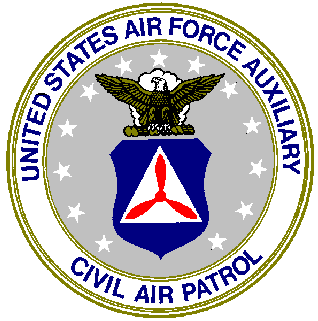 UNITED STATES AIR FORCE AUXILIARY
CIVIL AIR PATROL